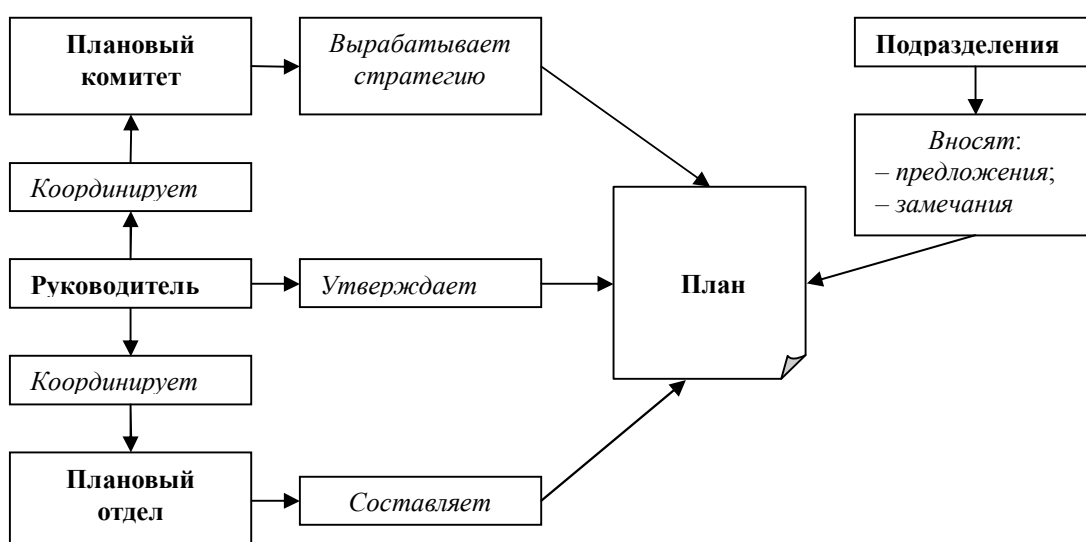 Плановый
комитет
Вырабатывает
стратегию
Подразделения
Вносят:
– предложения;
– замечания
Координирует
Руководитель
Утверждает
План
Координирует
Плановый
отдел
Составляет